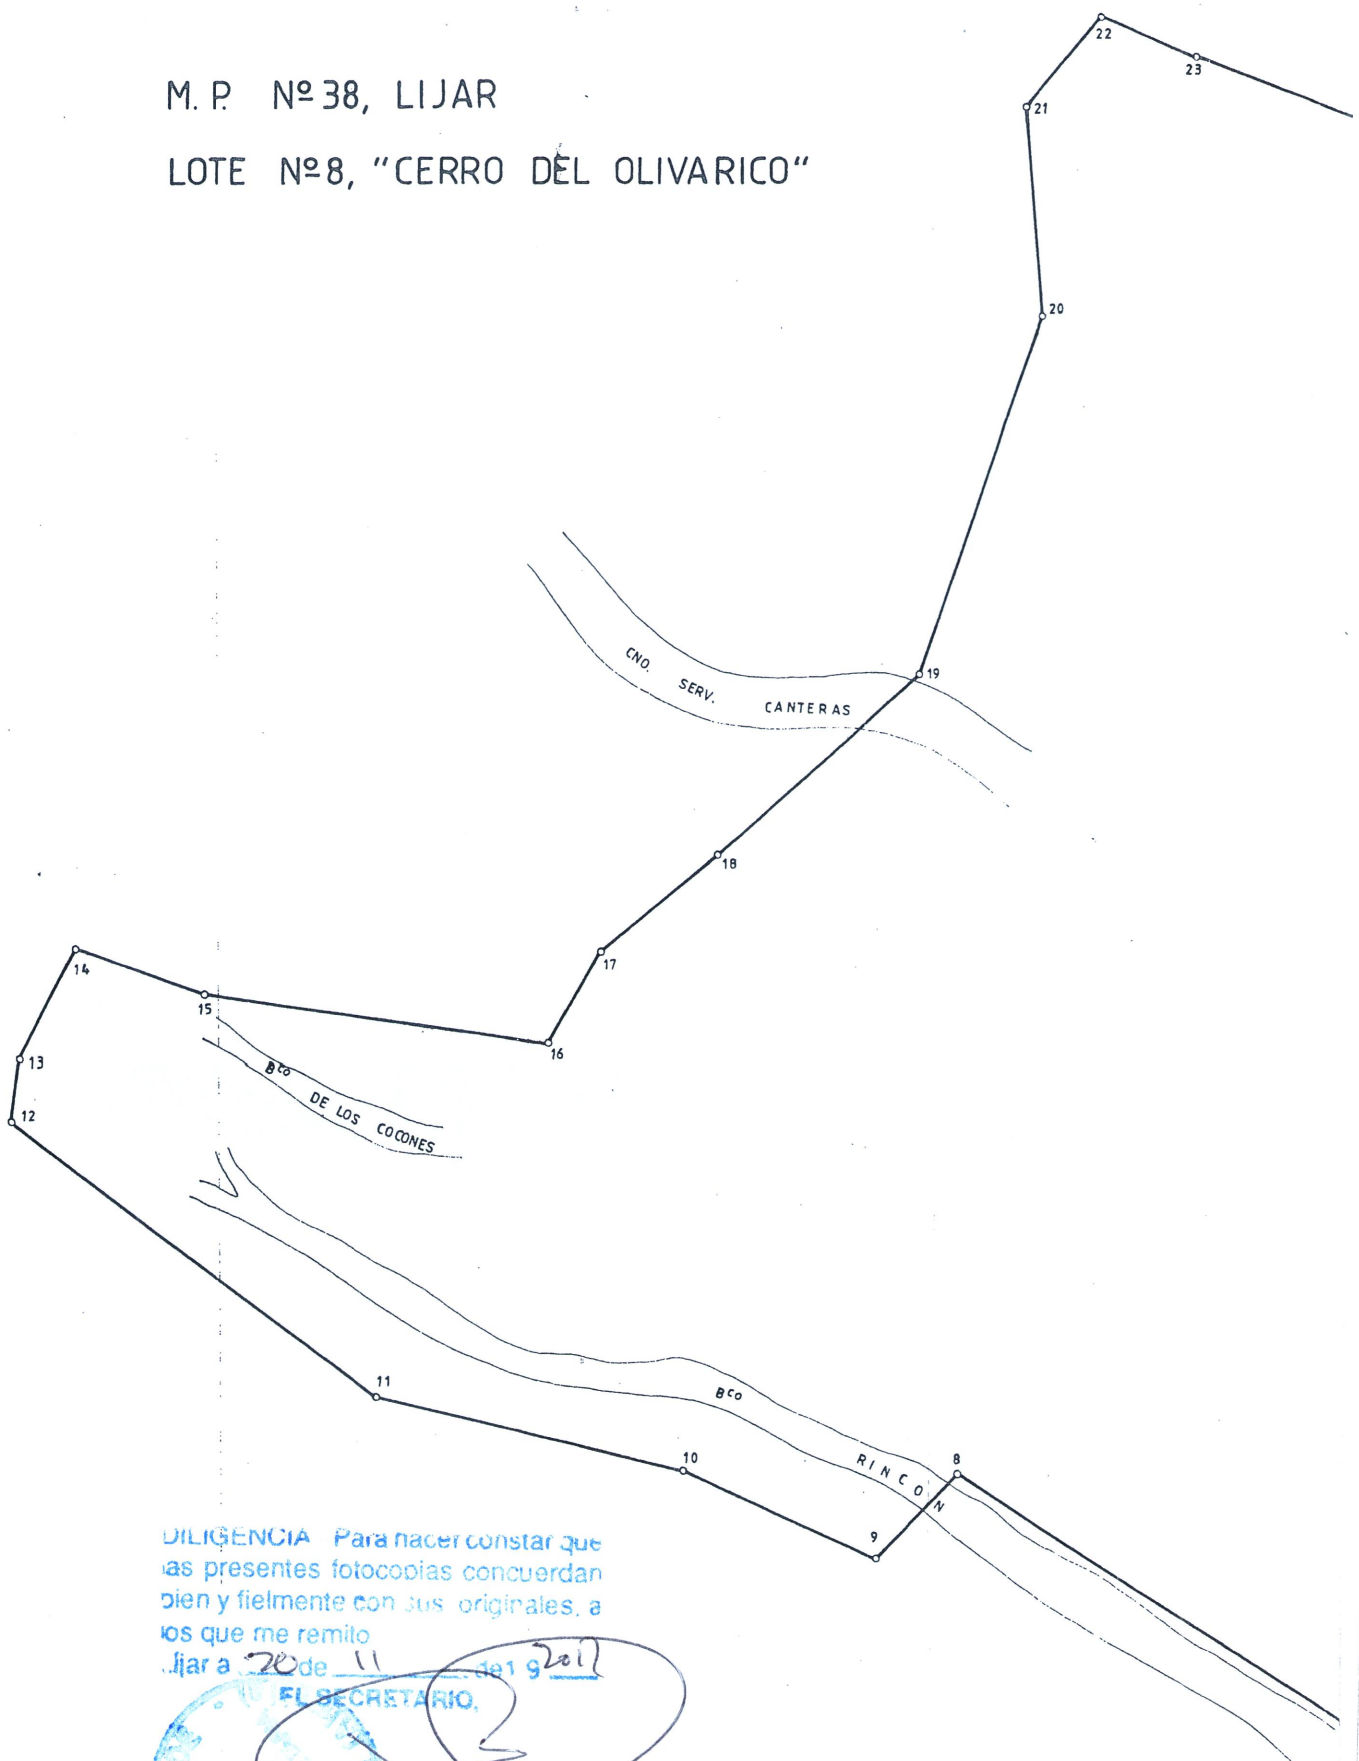 M. P. Nº 38, LIJAR
LOTE Nº 8, "CERRO DEL OLIVARICO"
22
23
21
20
CNO. SERV. CANTERAS
19
18
17
14
15
16
13
12
Bco DE LOS COCONES
11
Bco RINCON
10
8
9
DILIGENCIA Para hacer constar que
las presentes fotocopias concuerdan
bien y fielmente con sus originales, a
los que me remito
Lijar a 20 de 11 de 19 2012
EL SECRETARIO,